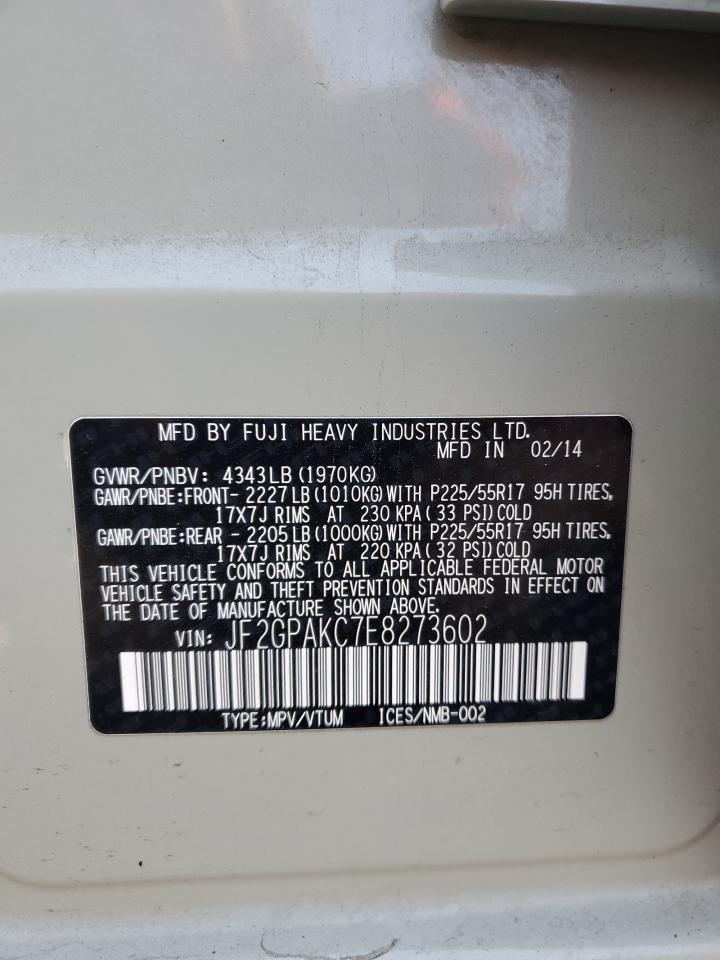 MFD BY FUJI HEAVY INDUSTRIES LTD.
MFD IN 02/14
GVWR/PNBV: 4343LB(1970KG)
GAWR/PNBE:FRONT- 2227LB(1010KG)WITH P225/55R17 95H TIRES,
17X7J RIMS AT 230 KPA(33 PSI)COLD
GAWR/PNBE:REAR - 2205LB(1000KG)WITH P225/55R17 95H TIRES,
17X7J RIMS AT 220 KPA(32 PSI)COLD
THIS VEHICLE CONFORMS TO ALL APPLICABLE FEDERAL MOTOR
VEHICLE SAFETY AND THEFT PREVENTION STANDARDS IN EFFECT ON
THE DATE OF MANUFACTURE SHOWN ABOVE.
VIN: JF2GPAKC7E8273602
TYPE:MPV/VTUM ICES/NMB-002